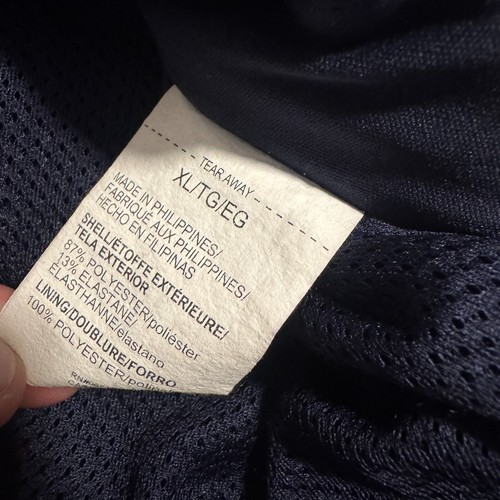 TEAR AWAY
XL/TG/EG
MADE IN PHILIPPINES/
FABRIQUÉ AUX PHILIPPINES/
HECHO EN FILIPINAS
SHELL/ÉTOFFE EXTÉRIEURE/
TELA EXTERIOR
87% POLYESTER/poliéster
13% ELASTANE/
ELASTHANNE/elastano
LINING/DOUBLURE/FORRO
100% POLYESTER/